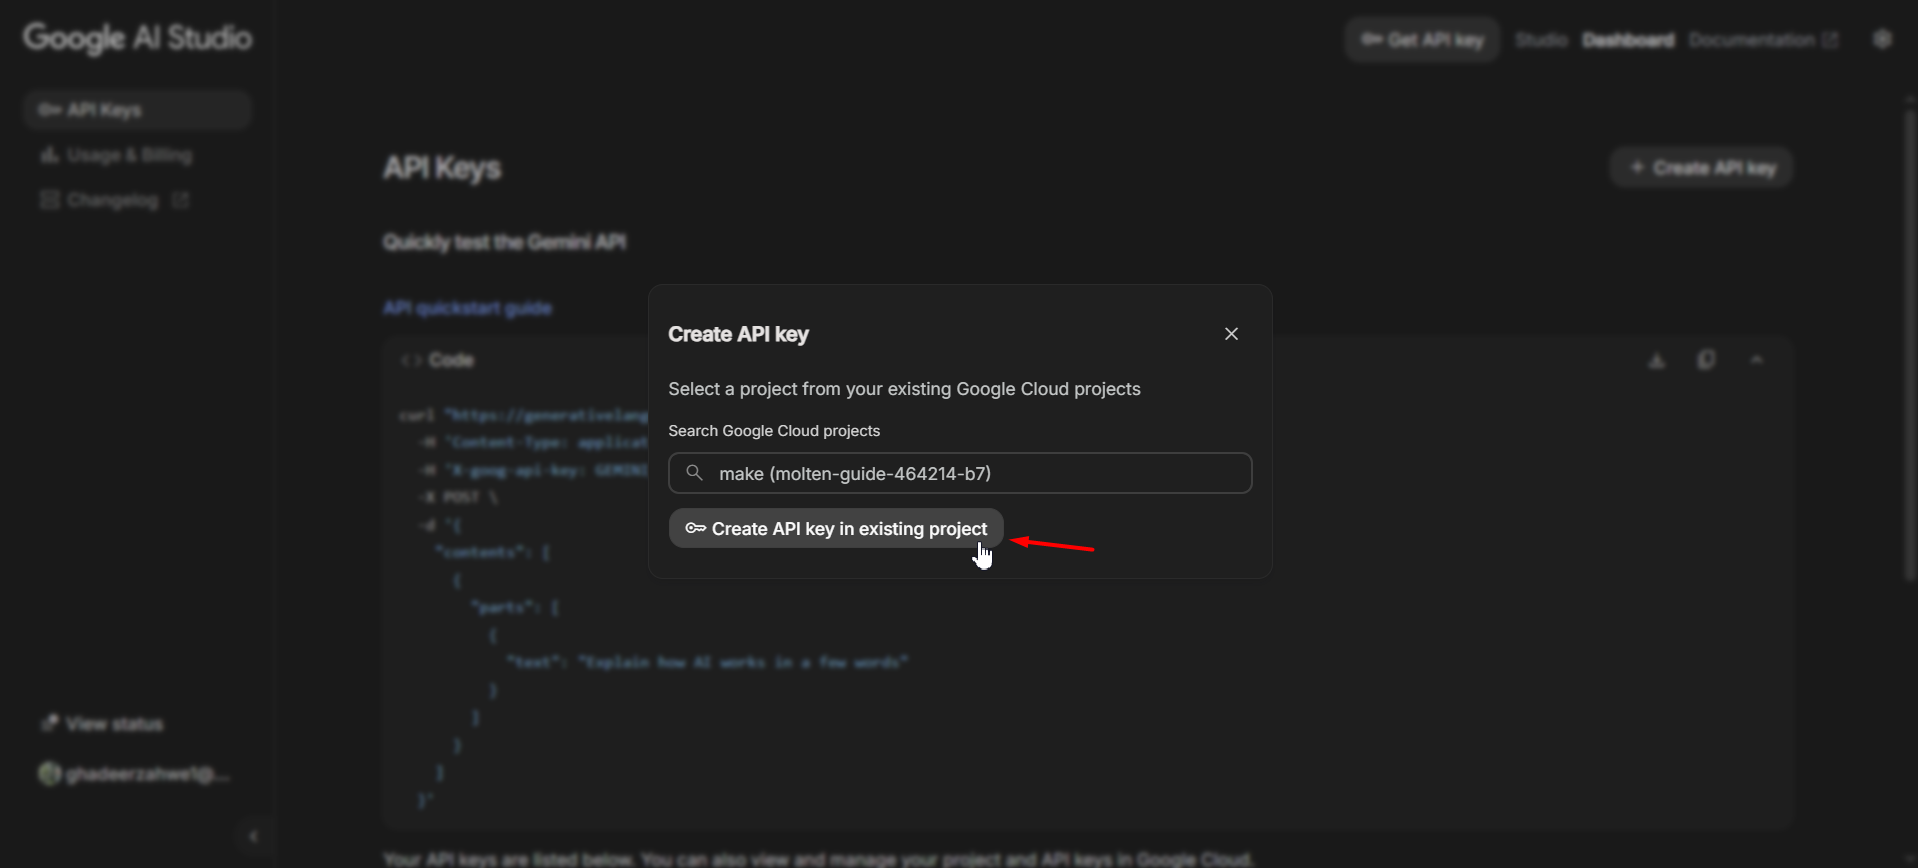 Google AI Studio
Get API key
Studio
Dashboard
Documentation
API Keys
Usage & Billing
Changelog
API Keys
+ Create API key
Quickly test the Gemini API
API quickstart guide
<> Code
Create API key
Select a project from your existing Google Cloud projects
Search Google Cloud projects
make (molten-guide-464214-b7)
Create API key in existing project
curl "https://generativelang
-H 'Content-Type: applicat
-H 'X-goog-api-key: GEMINI
-X POST \
-d '{
"contents": [
{
"parts": [
{
"text": "Explain how AI works in a few words"
}
]
}
]
}'
View status
ghadeerzahwe1@...
Your API keys are listed below. You can also view and manage your project and API keys in Google Cloud.